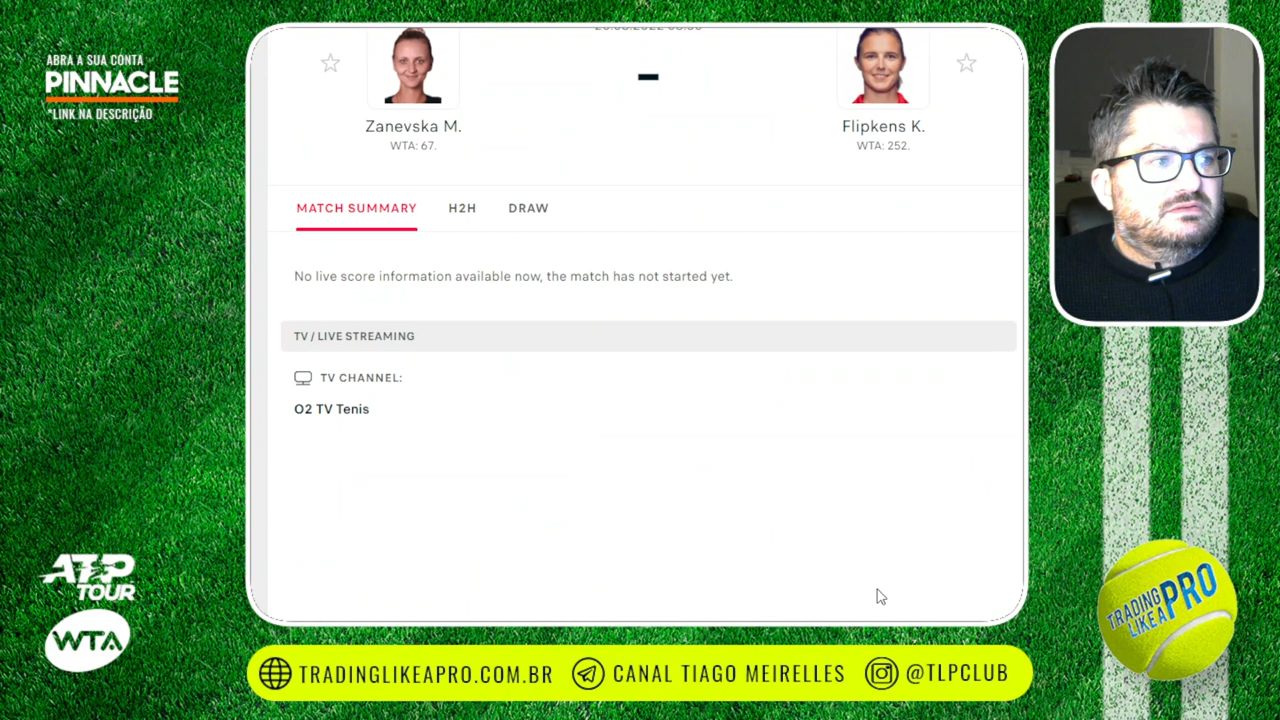 ABRA A SUA CONTA
PINNACLE
*LINK NA DESCRIÇÃO
Zanevska M.
WTA: 67.
Flipkens K.
WTA: 252.
MATCH SUMMARY
H2H
DRAW
No live score information available now, the match has not started yet.
TV / LIVE STREAMING
TV CHANNEL:
O2 TV Tenis
ATP
TOUR
WTA
TRADING
LIKE A
PRO
TRADINGLIKEAPRO.COM.BR
CANAL TIAGO MEIRELLES
@TLPCLUB